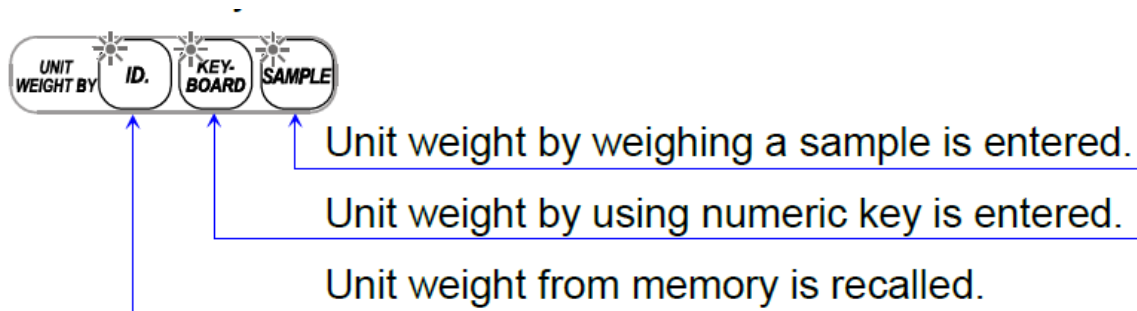 UNIT
WEIGHT BY
ID.
KEY-
BOARD
SAMPLE
Unit weight by weighing a sample is entered.
Unit weight by using numeric key is entered.
Unit weight from memory is recalled.